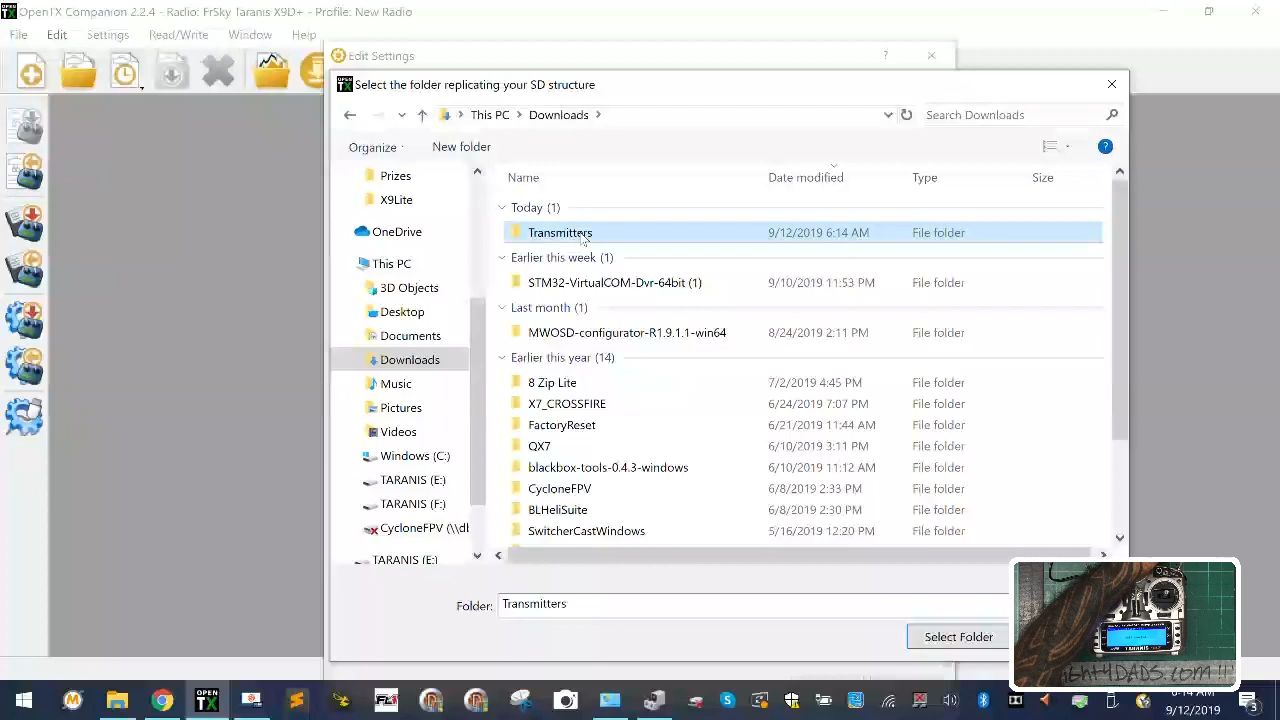 OpenTX Companion 2.2.4 - Radio: FrSky Taranis X9D+ - Profile: New Radio
File Edit Settings Read/Write Window Help
Edit Settings
Select the folder replicating your SD structure
This PC > Downloads >
Search Downloads
Organize
New folder
Name Date modified Type Size
Prizes
X9Lite
OneDrive
This PC
3D Objects
Desktop
Documents
Downloads
Music
Pictures
Videos
Windows (C:)
TARANIS (E:)
TARANIS (F:)
CycloneFPV (\\db
TARANIS (E:)
Today (1)
Transmitters 9/12/2019 6:14 AM File folder
Earlier this week (1)
STM32-VirtualCOM-Dvr-64bit (1) 9/10/2019 11:53 PM File folder
Last month (1)
MWOSD-configurator-R1.9.1.1-win64 8/24/2019 2:11 PM File folder
Earlier this year (14)
8 Zip Lite 7/2/2019 4:45 PM File folder
X7_CROSSFIRE 6/24/2019 7:07 PM File folder
FactoryReset 6/21/2019 11:44 AM File folder
QX7 6/10/2019 3:11 PM File folder
blackbox-tools-0.4.3-windows 6/10/2019 11:12 AM File folder
CycloneFPV 6/8/2019 2:33 PM File folder
BLHeliSuite 6/8/2019 2:30 PM File folder
SwitcherCastWindows 5/16/2019 12:20 PM File folder
Folder: Transmitters
Select Folder
TARANIS
OPEN TX
6:14 AM
9/12/2019